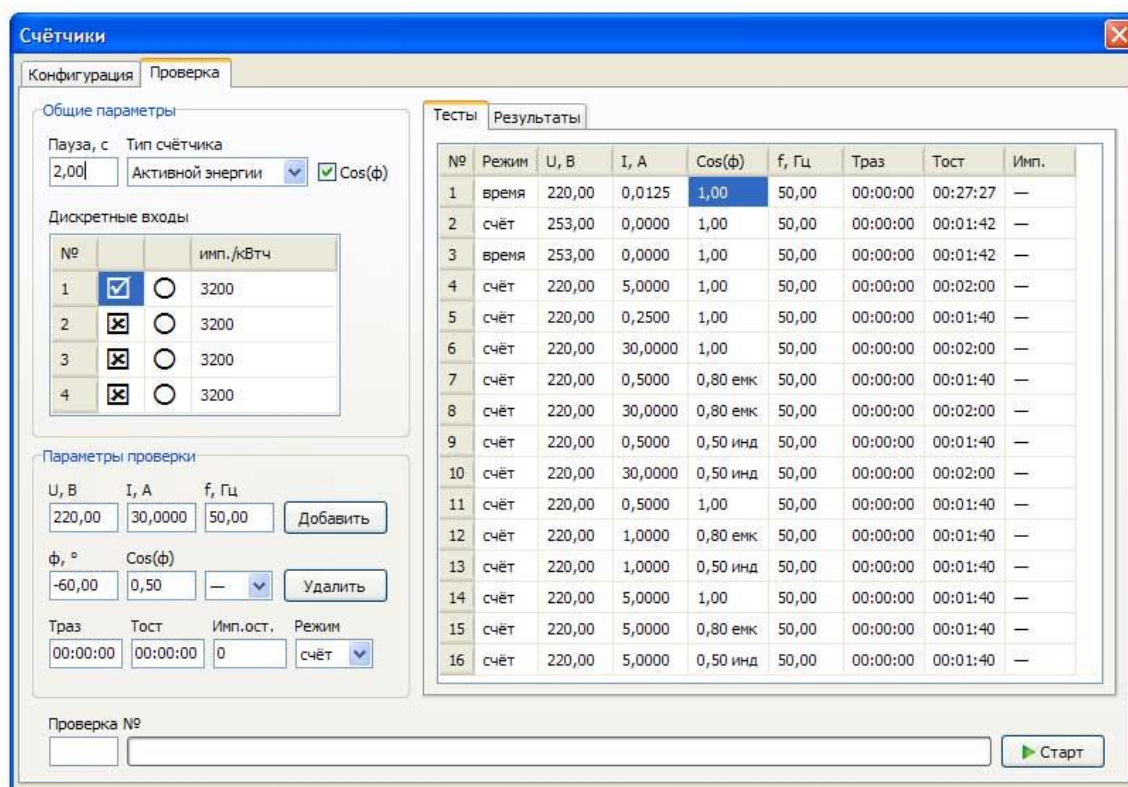 Счётчики
Конфигурация Проверка
Общие параметры
Пауза, с Тип счётчика
2,00 Активной энергии Cos(ф)
Дискретные входы
№ имп./кВтч
1 3200
2 3200
3 3200
4 3200
Параметры проверки
U, В I, А f, Гц
220,00 30,0000 50,00 Добавить
ф, ° Cos(ф)
-60,00 0,50 — Удалить
Tраз Tост Имп.ост. Режим
00:00:00 00:00:00 0 счёт
Тесты Результаты
№ Режим U, В I, А Cos(ф) f, Гц Tраз Tост Имп.
1 время 220,00 0,0125 1,00 50,00 00:00:00 00:27:27 —
2 счёт 253,00 0,0000 1,00 50,00 00:00:00 00:01:42 —
3 время 253,00 0,0000 1,00 50,00 00:00:00 00:01:42 —
4 счёт 220,00 5,0000 1,00 50,00 00:00:00 00:02:00 —
5 счёт 220,00 0,2500 1,00 50,00 00:00:00 00:01:40 —
6 счёт 220,00 30,0000 1,00 50,00 00:00:00 00:02:00 —
7 счёт 220,00 0,5000 0,80 емк 50,00 00:00:00 00:01:40 —
8 счёт 220,00 30,0000 0,80 емк 50,00 00:00:00 00:02:00 —
9 счёт 220,00 0,5000 0,50 инд 50,00 00:00:00 00:01:40 —
10 счёт 220,00 30,0000 0,50 инд 50,00 00:00:00 00:02:00 —
11 счёт 220,00 0,5000 1,00 50,00 00:00:00 00:01:40 —
12 счёт 220,00 1,0000 0,80 емк 50,00 00:00:00 00:01:40 —
13 счёт 220,00 1,0000 0,50 инд 50,00 00:00:00 00:01:40 —
14 счёт 220,00 5,0000 1,00 50,00 00:00:00 00:01:40 —
15 счёт 220,00 5,0000 0,80 емк 50,00 00:00:00 00:01:40 —
16 счёт 220,00 5,0000 0,50 инд 50,00 00:00:00 00:01:40 —
Проверка №
Старт